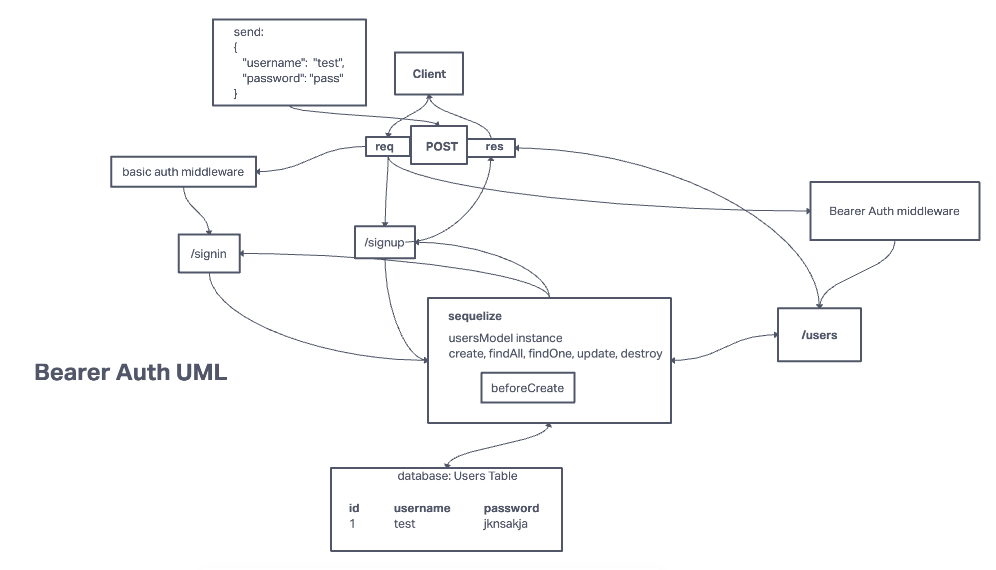 send:
{
"username": "test",
"password": "pass"
}
Client
req
POST
res
basic auth middleware
Bearer Auth middleware
/signin
/signup
sequelize
usersModel instance
create, findAll, findOne, update, destroy
beforeCreate
/users
Bearer Auth UML
database: Users Table
id username password
1 test jknsakja